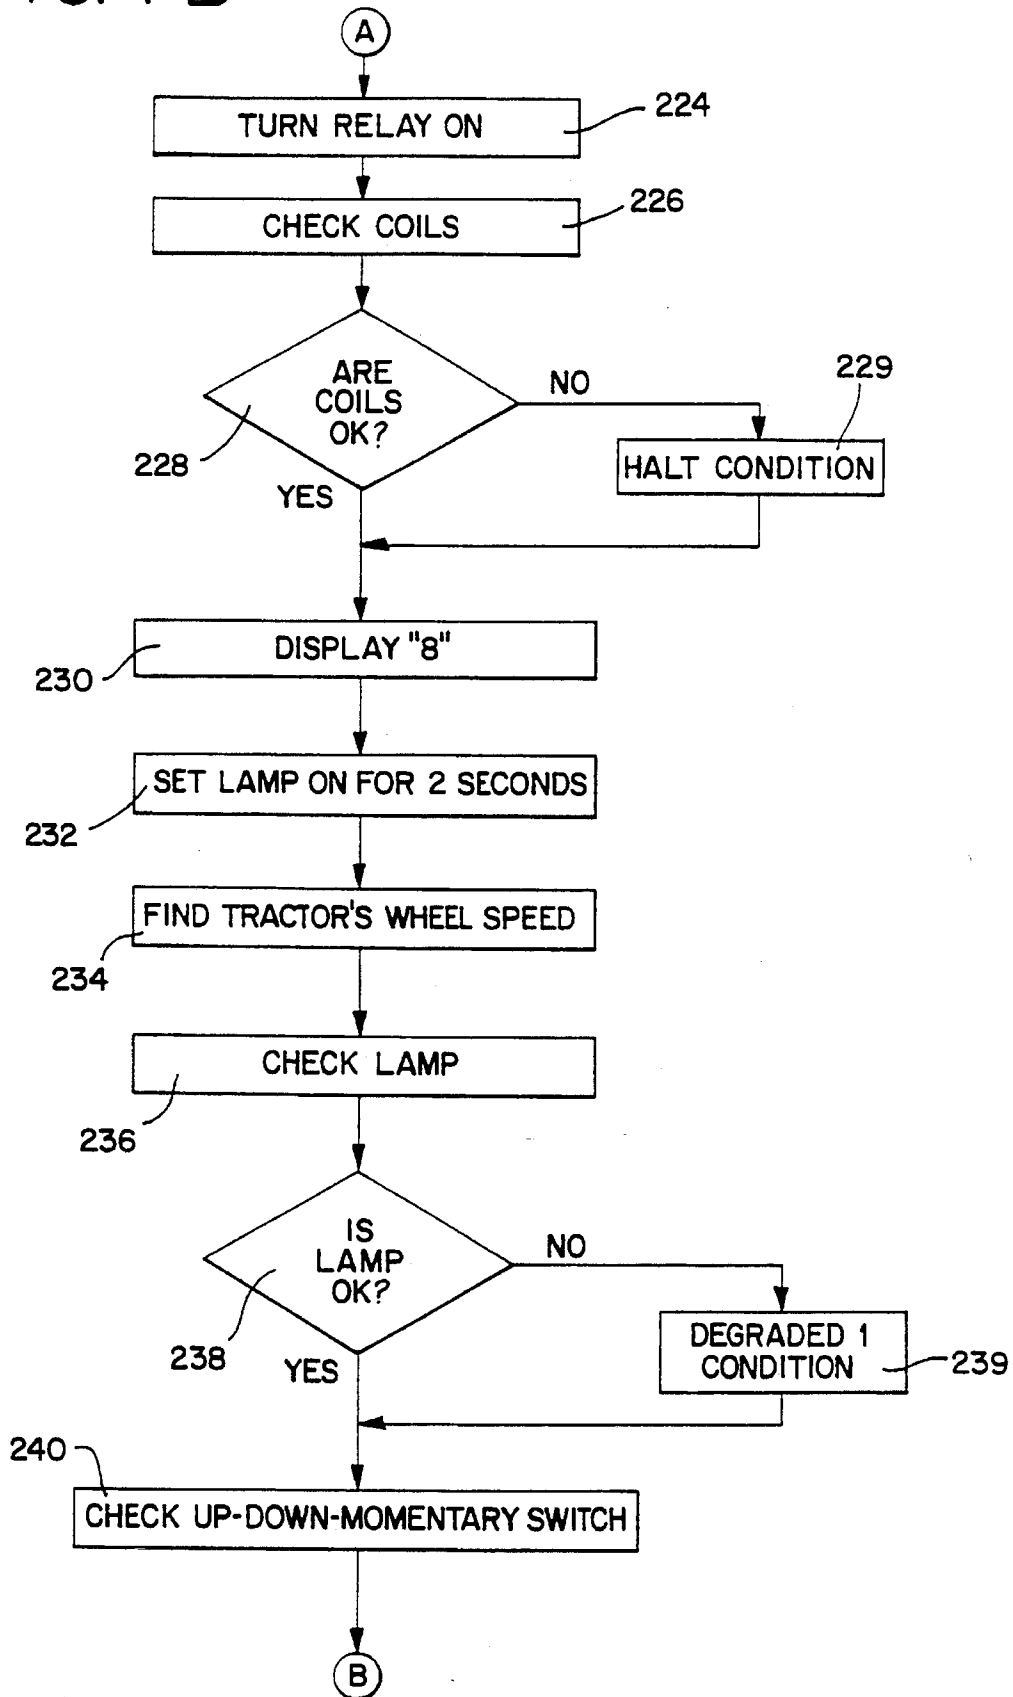 A
TURN RELAY ON
224
CHECK COILS
226
ARE
COILS
OK?
NO
229
228
HALT CONDITION
YES
DISPLAY "8"
230
SET LAMP ON FOR 2 SECONDS
232
FIND TRACTOR'S WHEEL SPEED
234
CHECK LAMP
236
IS
LAMP
OK?
NO
238
YES
DEGRADED 1
CONDITION
239
240
CHECK UP-DOWN-MOMENTARY SWITCH
B